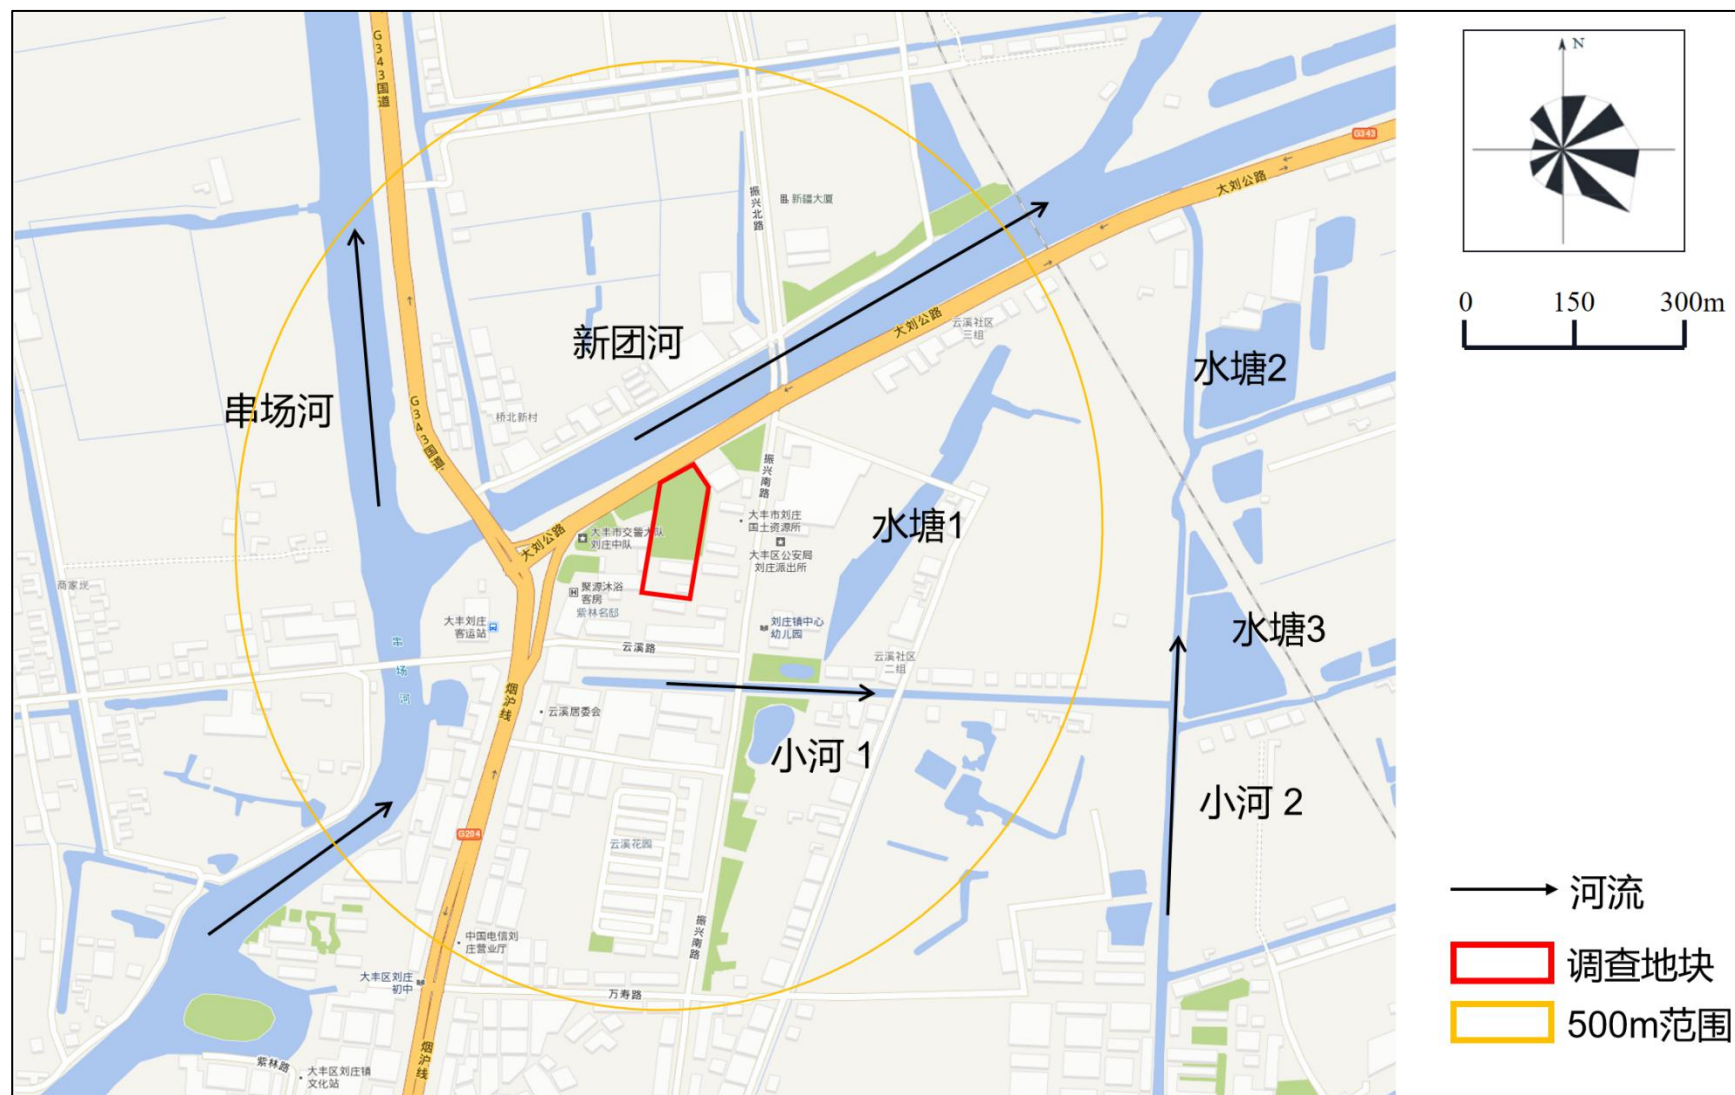 G343国道
N
G343
大刘公路
0 150 300m
振兴北路
新疆大厦
新团河
大刘公路
云溪社区
三组
水塘2
串场河
G343国道
桥北新村
振兴南路
大丰市刘庄
国土资源所
水塘1
大刘公路
大丰市交警大队
刘庄中队
大丰区公安局
刘庄派出所
商家垙
聚源沐浴
客房
紫林名邸
大丰刘庄
客运站
刘庄镇中心
幼儿园
水塘3
串场河
云溪路
云溪社区
二组
烟沪线
云溪居委会
小河 1
小河 2
G204
云溪花园
河流
振兴南路
中国电信刘
庄营业厅
调查地块
大丰区刘庄
初中
万寿路
500m范围
烟沪线
紫林路
大丰区刘庄镇
文化站